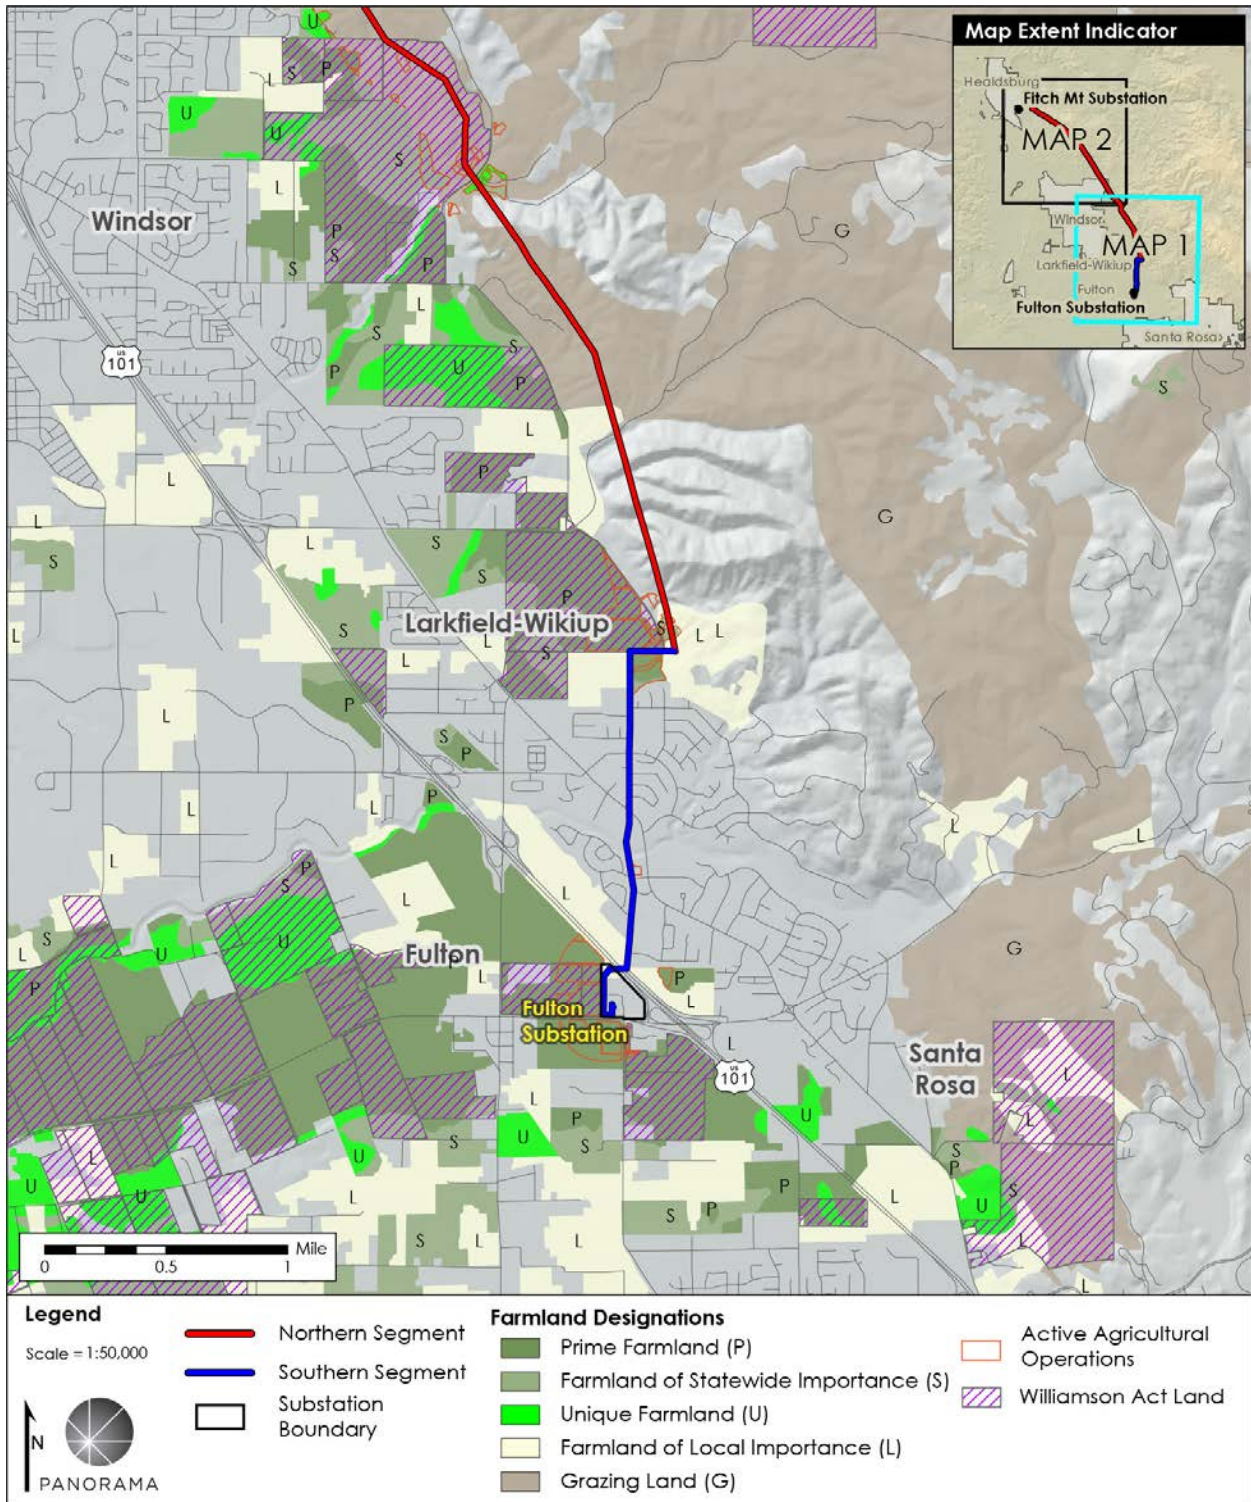 Map Extent Indicator
Healdsburg
Fitch Mt Substation
MAP 2
Windsor
MAP 1
Larkfield-Wikiup
Fulton
Fulton Substation
Santa Rosa
U
S
P
L
U
U
S
L
P
S
S
P
G
Windsor
L
S
S
U
P
P
US
101
S
L
L
P
G
L
S
L
S
S
P
Larkfield-Wikiup
L
S
L
L
L
S
S
L
L
P
L
S
P
P
L
L
L
L
L
P
S
L
L
S
U
U
Fulton
P
L
P
L
G
P
Fulton
Substation
L
Santa
Rosa
US
101
L
L
L
P
U
U
S
S
S
P
L
U
U
U
L
P
L
S
U
S
P
L
S
L
L
L
L
Mile
0
0.5
1
Legend
Scale = 1:50,000
N
PANORAMA
Northern Segment
Southern Segment
Substation
Boundary
Farmland Designations
Prime Farmland (P)
Farmland of Statewide Importance (S)
Unique Farmland (U)
Farmland of Local Importance (L)
Grazing Land (G)
Active Agricultural
Operations
Williamson Act Land